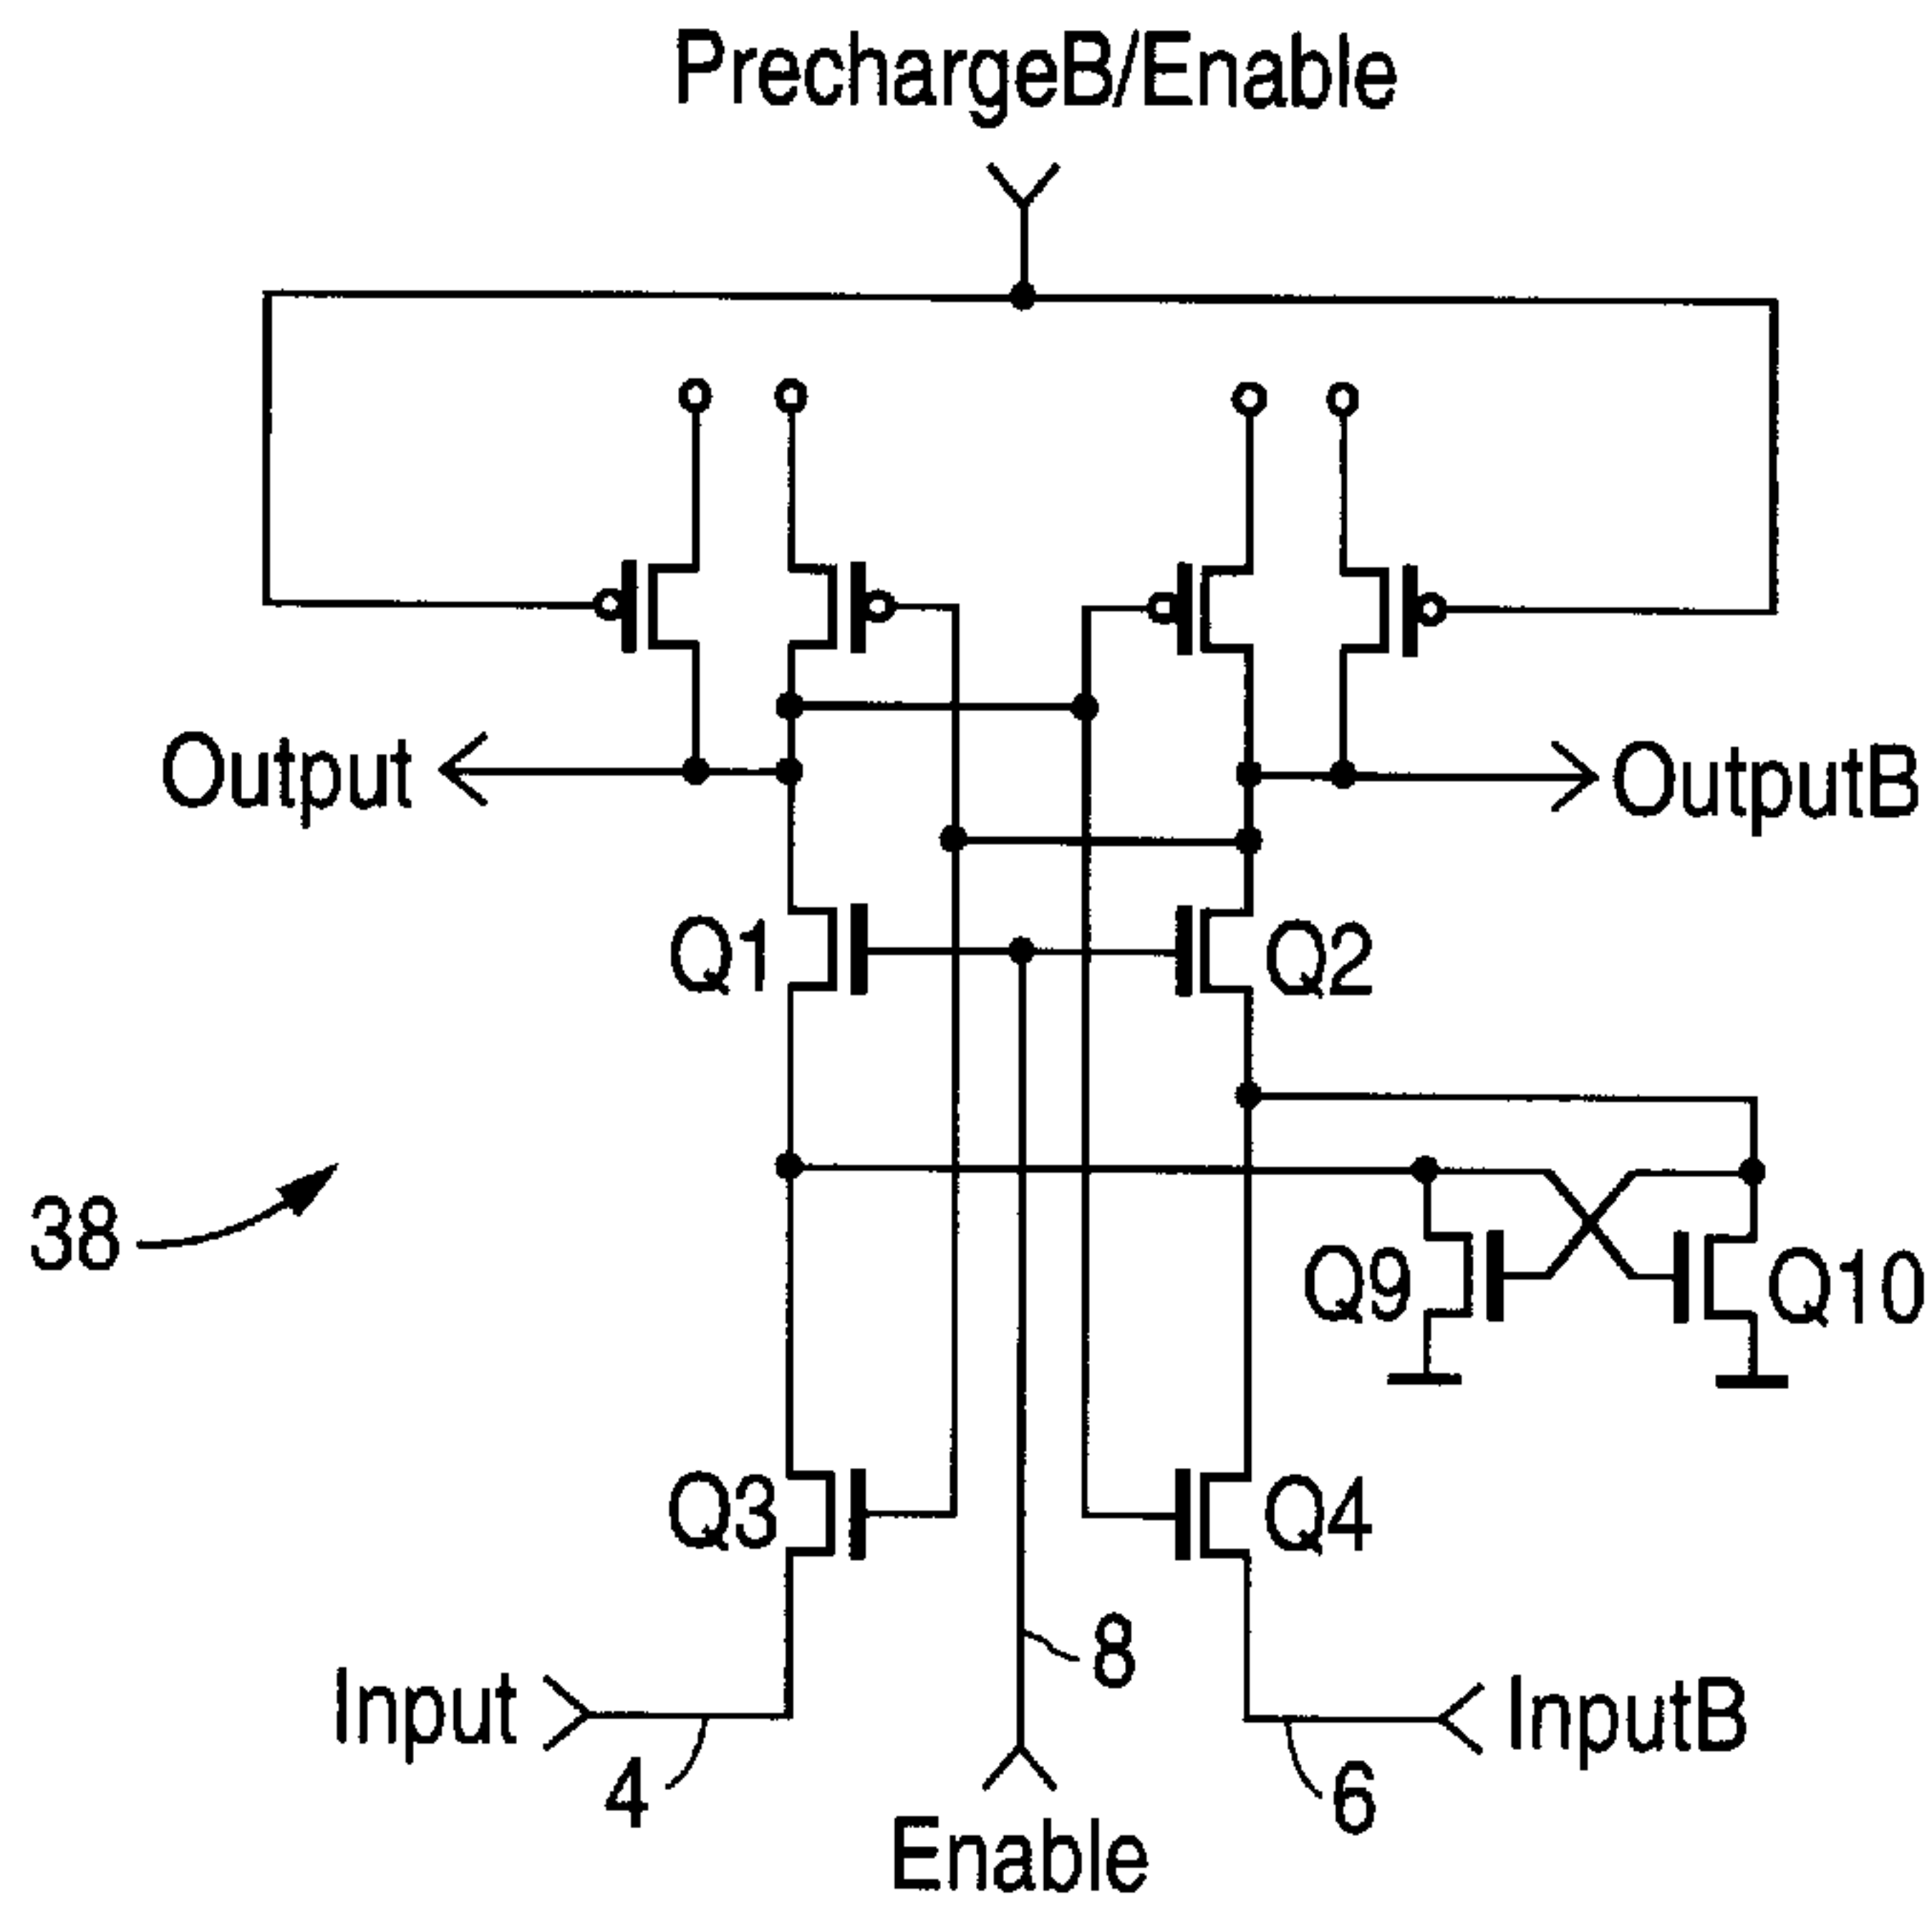 PrechargeB/Enable
Output
OutputB
Q1
Q2
38
Q9
Q10
Q3
Q4
8
Input
InputB
4
6
Enable